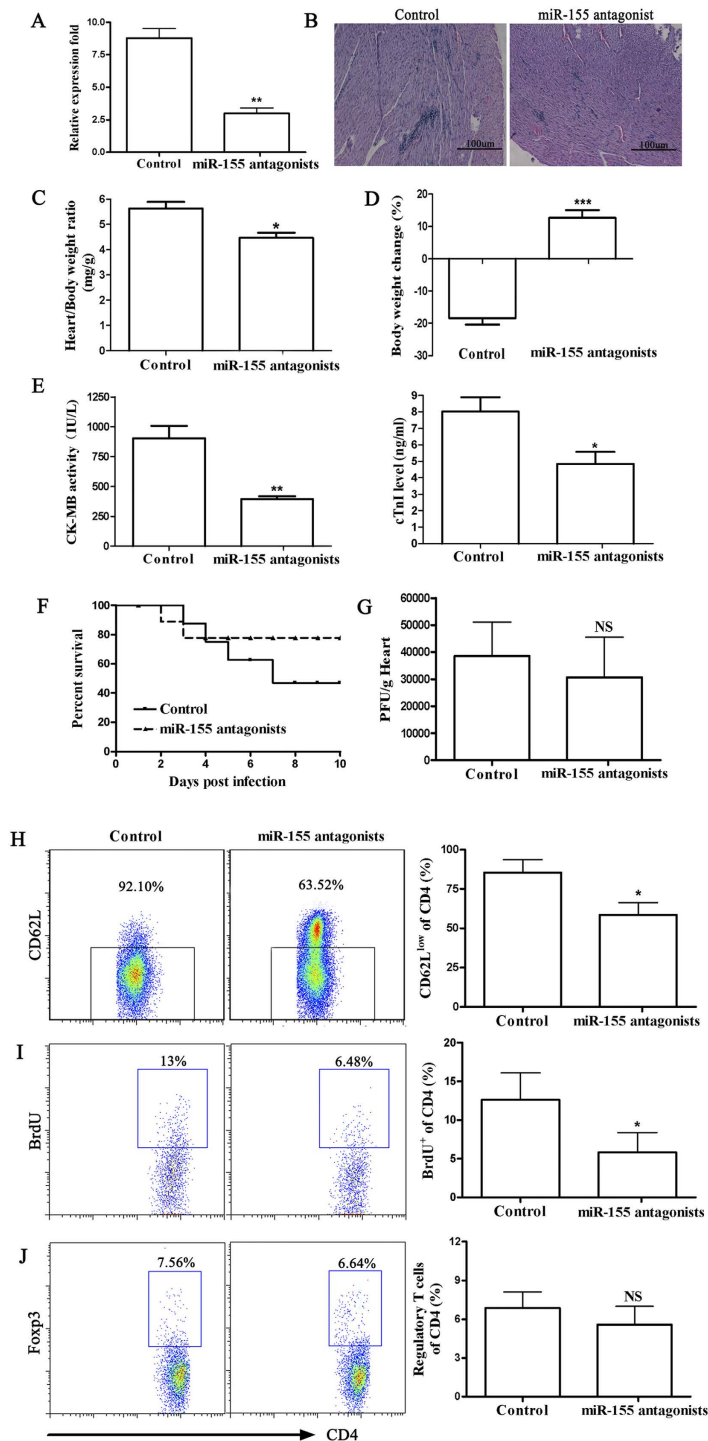 A
Relative expression fold
10.0
7.5
5.0
2.5
0.0
**
Control
miR-155 antagonists
B
Control
miR-155 antagonist
100um
100um
C
Heart/Body weight ratio
(mg/g)
6
5
4
3
2
1
0
*
Control
miR-155 antagonists
D
Body weight change (%)
20
10
0
-10
-20
-30
***
Control
miR-155 antagonists
E
CK-MB activity (IU/L)
1250
1000
750
500
250
0
**
Control
miR-155 antagonists
cTnI level (ng/ml)
9
8
7
6
5
4
3
2
1
0
*
Control
miR-155 antagonists
F
Percent survival
100
80
60
40
20
0
Control
miR-155 antagonists
0 2 4 6 8 10
Days post infection
G
PFU/g Heart
60000
50000
40000
30000
20000
10000
0
NS
Control
miR-155 antagonists
H
Control
miR-155 antagonists
CD62L
92.10%
63.52%
CD62Llow of CD4 (%)
100
75
50
25
0
*
Control
miR-155 antagonists
I
BrdU
13%
6.48%
BrdU+ of CD4 (%)
20
15
10
5
0
*
Control
miR-155 antagonists
J
Foxp3
7.56%
6.64%
Regulatory T cells
of CD4 (%)
12
9
6
3
0
NS
Control
miR-155 antagonists
CD4